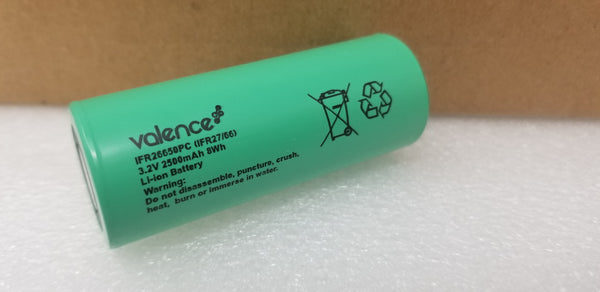 valence
IFR26650PC (IFR27/66)
3.2V 2500mAh 8Wh
Li-ion Battery
Warning:
Do not disassemble, puncture, crush,
heat, burn or immerse in water.